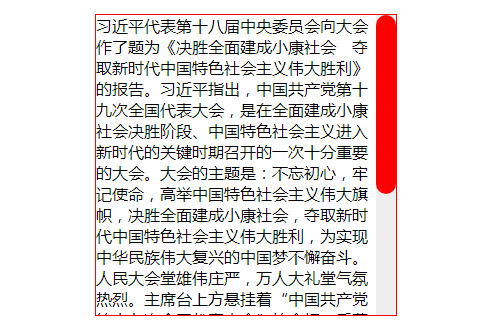 习近平代表第十八届中央委员会向大会
作了题为《决胜全面建成小康社会　夺
取新时代中国特色社会主义伟大胜利》
的报告。习近平指出，中国共产党第十
九次全国代表大会，是在全面建成小康
社会决胜阶段、中国特色社会主义进入
新时代的关键时期召开的一次十分重要
的大会。大会的主题是：不忘初心，牢
记使命，高举中国特色社会主义伟大旗
帜，决胜全面建成小康社会，夺取新时
代中国特色社会主义伟大胜利，为实现
中华民族伟大复兴的中国梦不懈奋斗。
人民大会堂雄伟庄严，万人大礼堂气氛
热烈。主席台上方悬挂着“中国共产党